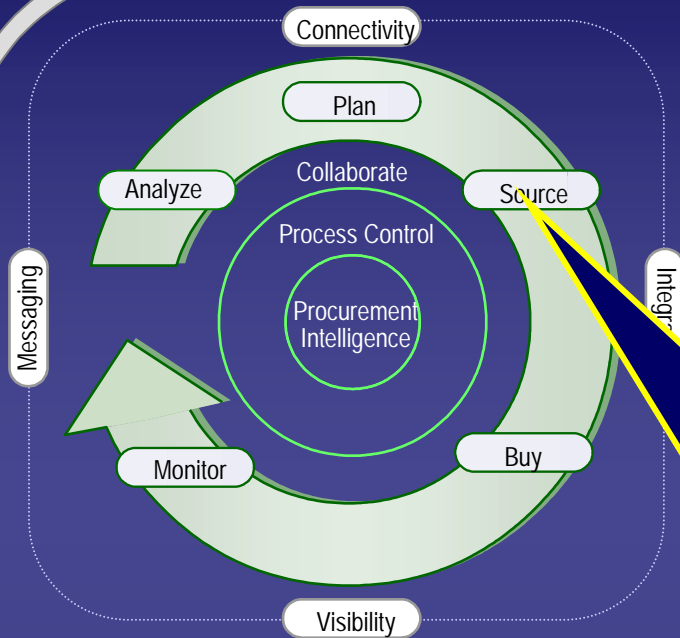 Connectivity
Plan
Analyze
Collaborate
Source
Process Control
Messaging
Procurement
Intelligence
Buy
Monitor
Visibility